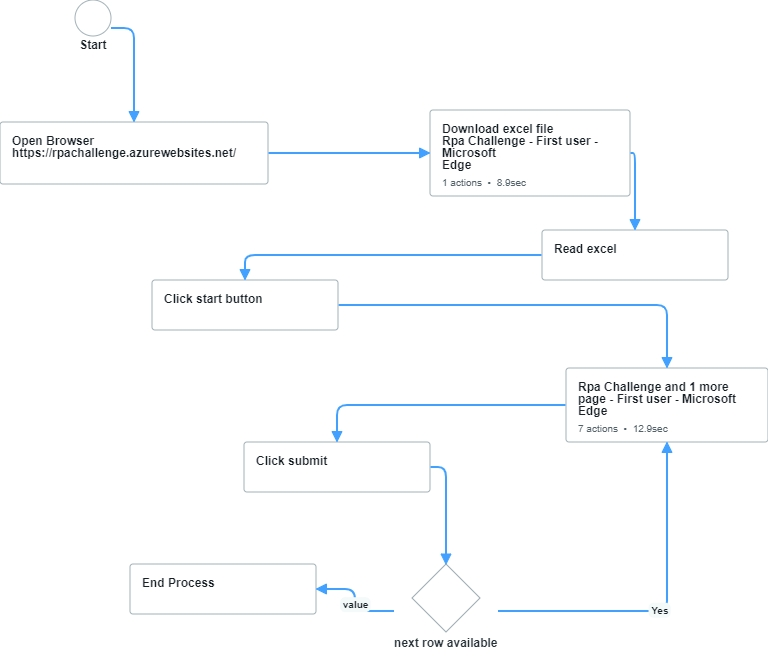 Start
Open Browser
https://rpachallenge.azurewebsites.net/
Download excel file
Rpa Challenge - First user -
Microsoft
Edge
1 actions • 8.9sec
Read excel
Click start button
Rpa Challenge and 1 more
page - First user - Microsoft
Edge
7 actions • 12.9sec
Click submit
End Process
value
Yes
next row available